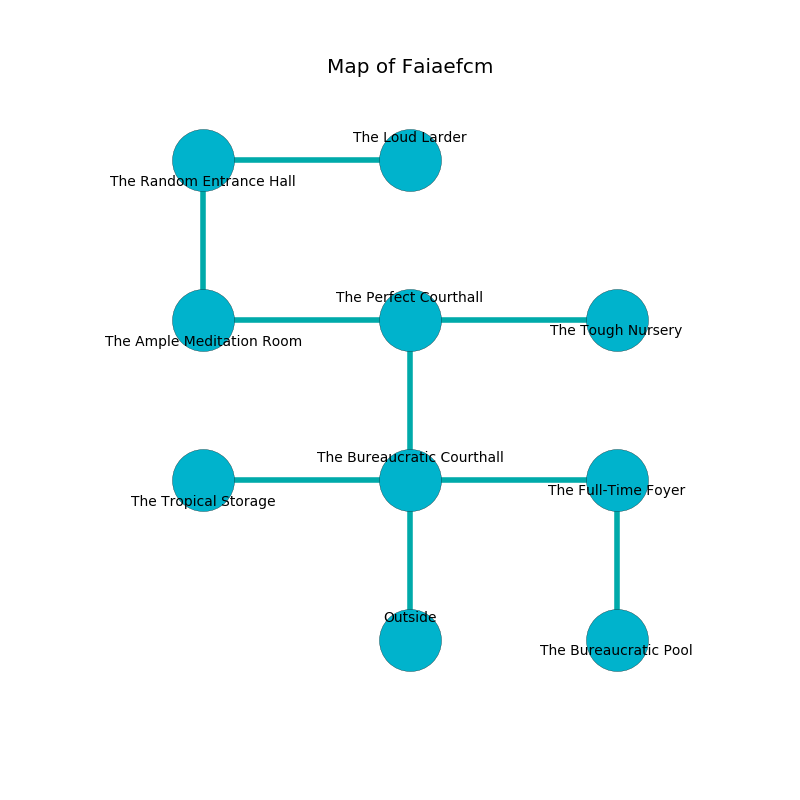 Map of Faiaefcm
The Loud Larder
The Random Entrance Hall
The Perfect Courthall
The Tough Nursery
The Ample Meditation Room
The Bureaucratic Courthall
The Full-Time Foyer
The Tropical Storage
Outside
The Bureaucratic Pool